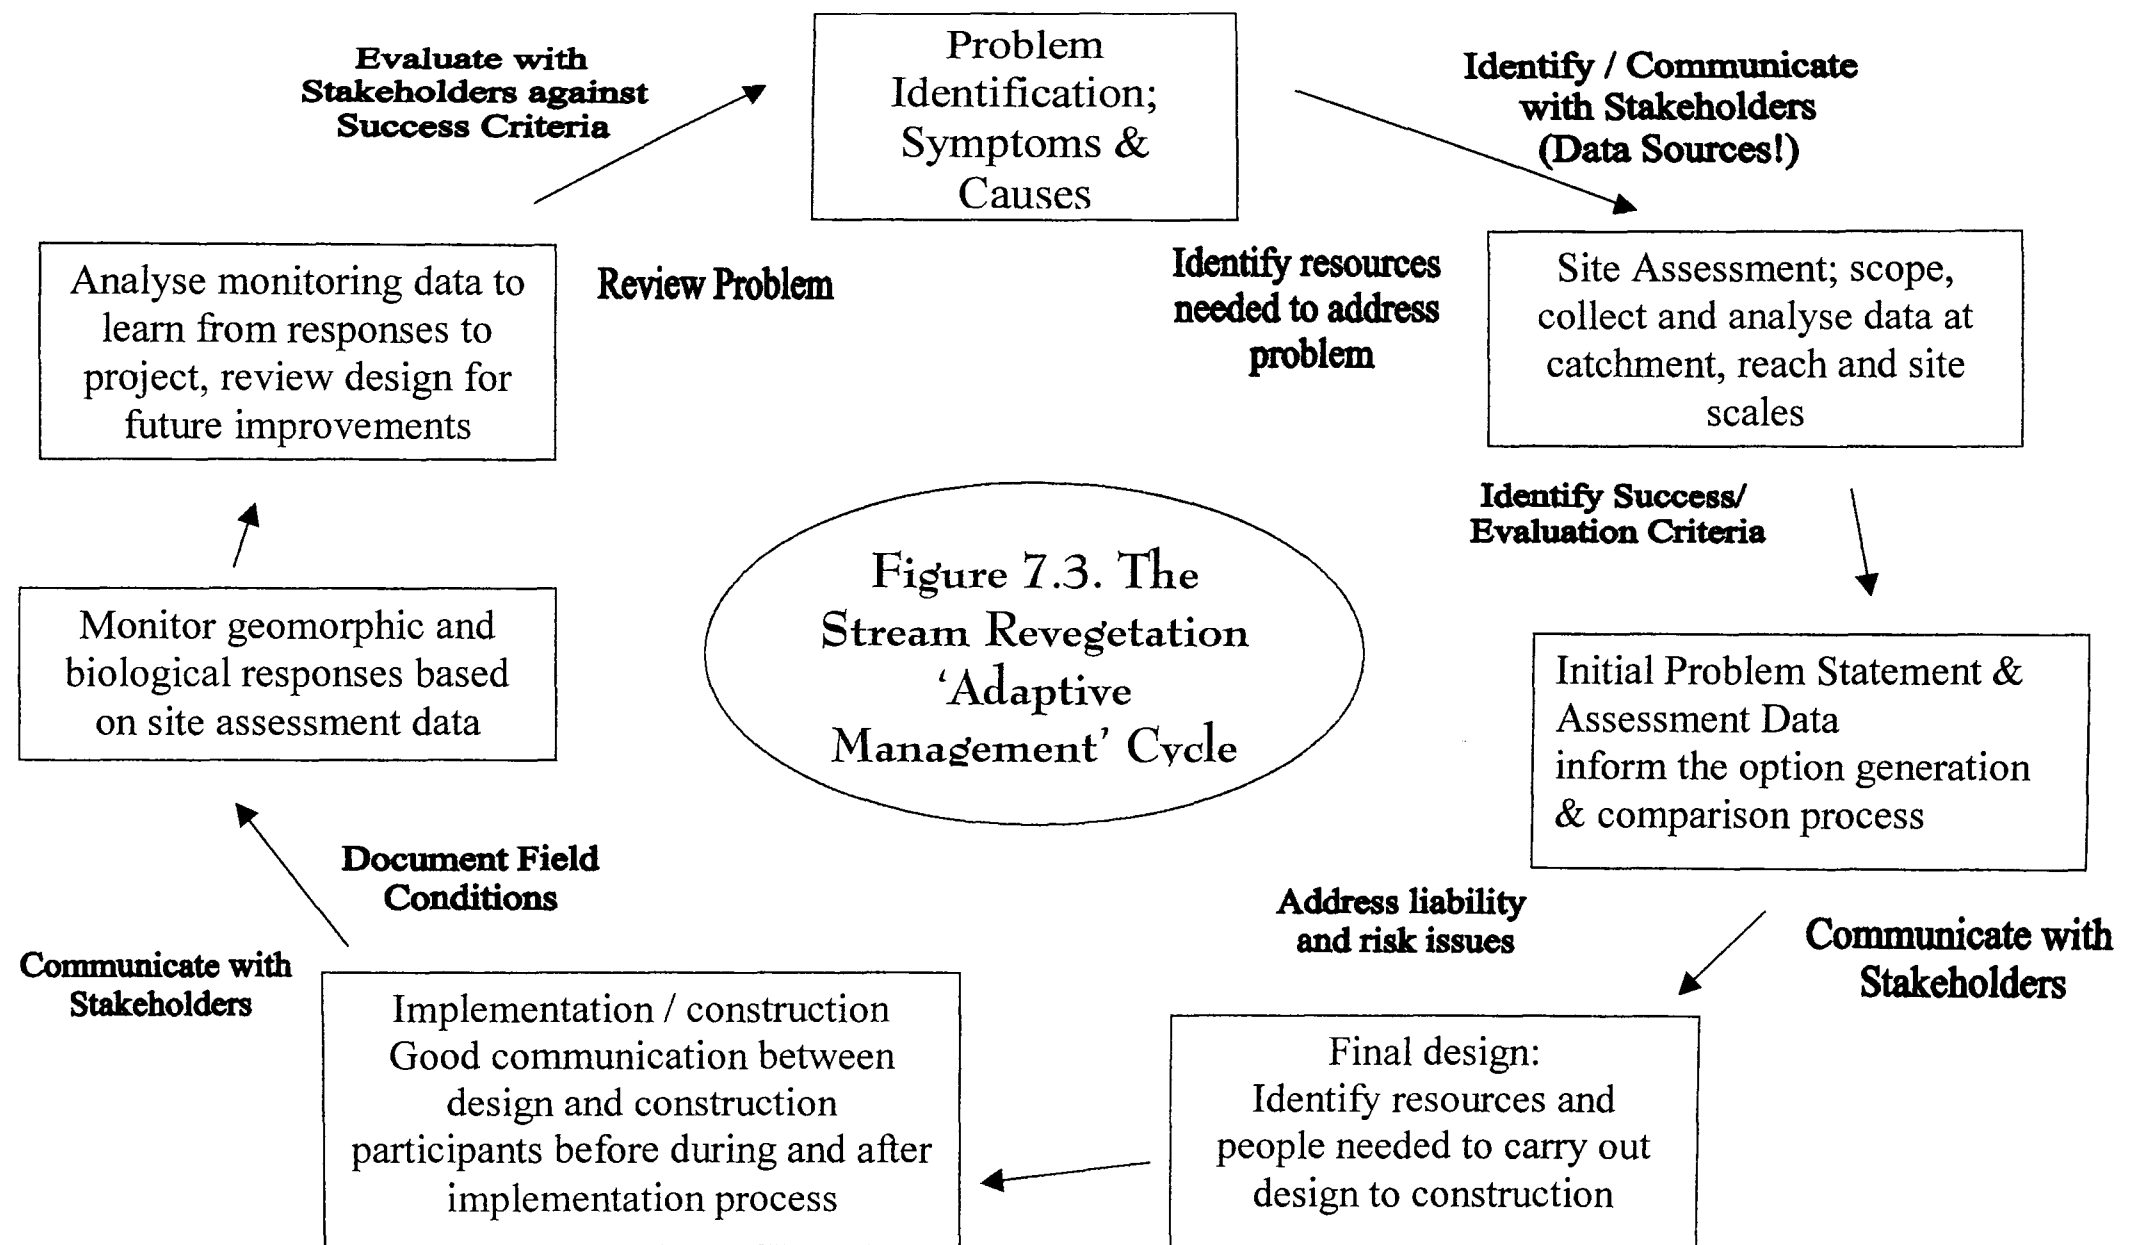 Evaluate with
Stakeholders against
Success Criteria
Problem
Identification;
Symptoms &
Causes
Identify / Communicate
with Stakeholders
(Data Sources!)
Analyse monitoring data to
learn from responses to
project, review design for
future improvements
Review Problem
Identify resources
needed to address
problem
Site Assessment; scope,
collect and analyse data at
catchment, reach and site
scales
Identify Success/
Evaluation Criteria
Figure 7.3. The
Stream Revegetation
‘Adaptive
Management’ Cycle
Monitor geomorphic and
biological responses based
on site assessment data
Initial Problem Statement &
Assessment Data
inform the option generation
& comparison process
Document Field
Conditions
Address liability
and risk issues
Communicate with
Stakeholders
Communicate with
Stakeholders
Implementation / construction
Good communication between
design and construction
participants before during and after
implementation process
Final design:
Identify resources and
people needed to carry out
design to construction